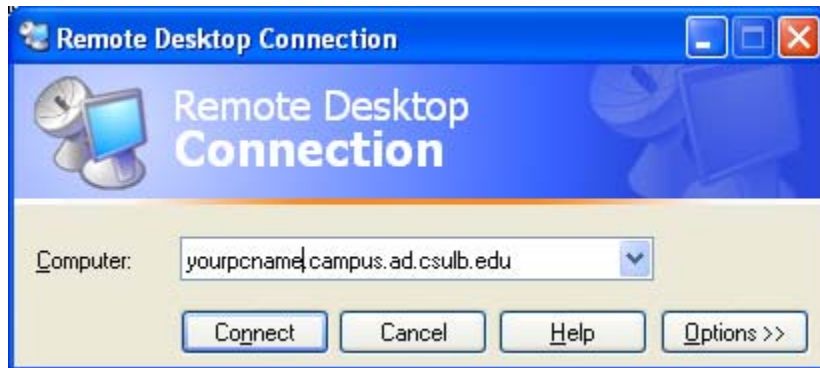 Remote Desktop Connection
Remote Desktop
Connection
Computer: yourpcname.campus.ad.csulb.edu
Connect Cancel Help Options >>